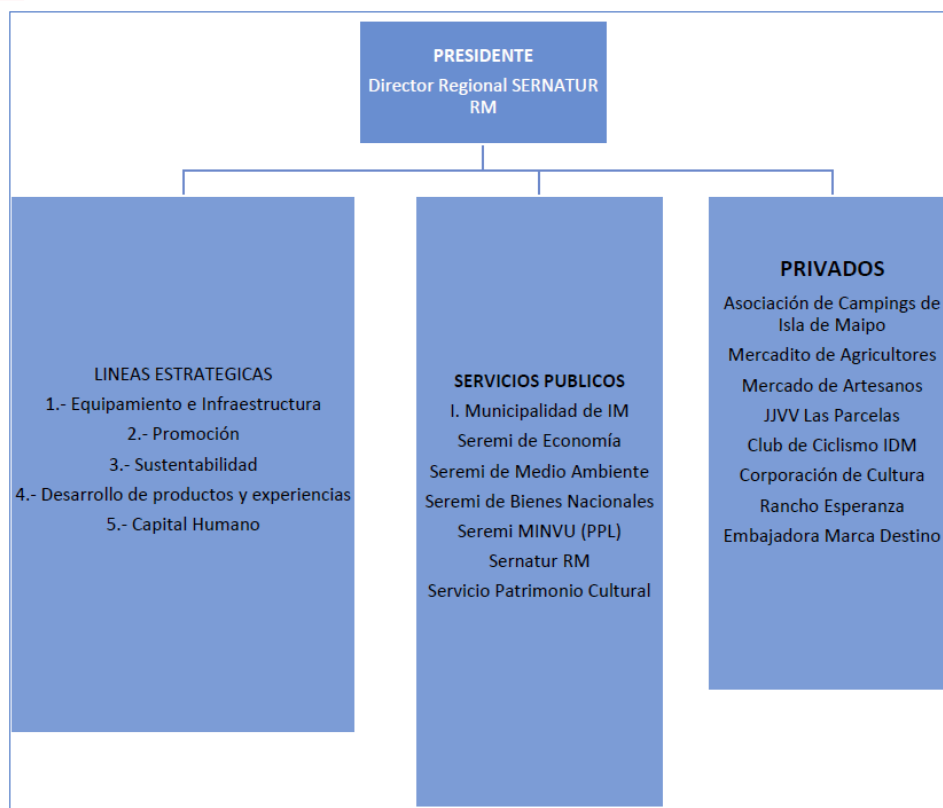 PRESIDENTE
Director Regional SERNATUR
RM
LINEAS ESTRATEGICAS
1.- Equipamiento e Infraestructura
2.- Promoción
3.- Sustentabilidad
4.- Desarrollo de productos y experiencias
5.- Capital Humano
SERVICIOS PUBLICOS
I. Municipalidad de IM
Seremi de Economía
Seremi de Medio Ambiente
Seremi de Bienes Nacionales
Seremi MINVU (PPL)
Sernatur RM
Servicio Patrimonio Cultural
PRIVADOS
Asociación de Campings de
Isla de Maipo
Mercadito de Agricultores
Mercado de Artesanos
JJVV Las Parcelas
Club de Ciclismo IDM
Corporación de Cultura
Rancho Esperanza
Embajadora Marca Destino